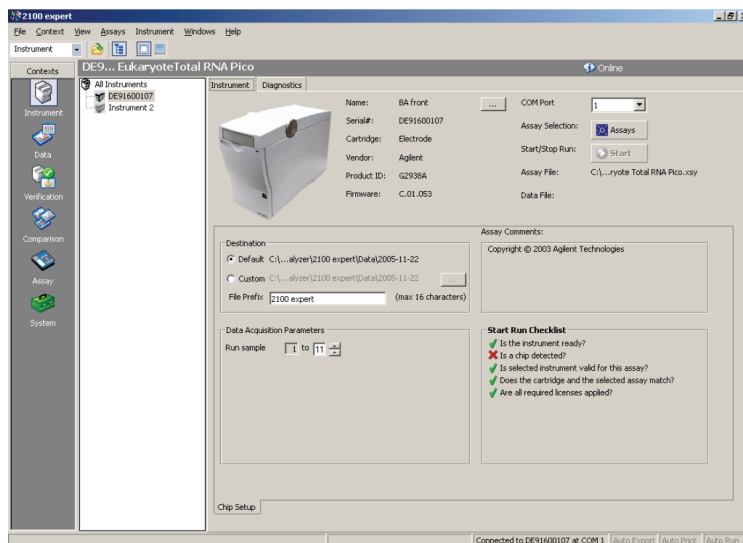 2100 expert
File Context View Assays Instrument Windows Help
Instrument
Contexts
DE9... EukaryoteTotal RNA Pico
Online
Instrument
Data
Verification
Comparison
Assay
System
All Instruments
DE91600107
Instrument 2
Instrument Diagnostics
Name: BA front ... COM Port 1
Serial#: DE91600107
Assay Selection: Assays
Cartridge: Electrode
Start/Stop Run: Start
Vendor: Agilent
Product ID: G2938A
Assay File: C:\...ryote Total RNA Pico.xsy
Firmware: C.01.053
Data File:
Destination
Default C:\...alyzer\2100 expert\Data\2005-11-22
Custom C:\...alyzer\2100 expert\Data\2005-11-22 ...
File Prefix 2100 expert (max 16 characters)
Assay Comments:
Copyright © 2003 Agilent Technologies
Data Acquisition Parameters
Run sample 1 to 11
Start Run Checklist
Is the instrument ready?
Is a chip detected?
Is selected instrument valid for this assay?
Does the cartridge and the selected assay match?
Are all required licenses applied?
Chip Setup
Connected to DE91600107 at COM 1 Auto Export Auto Print Auto Run